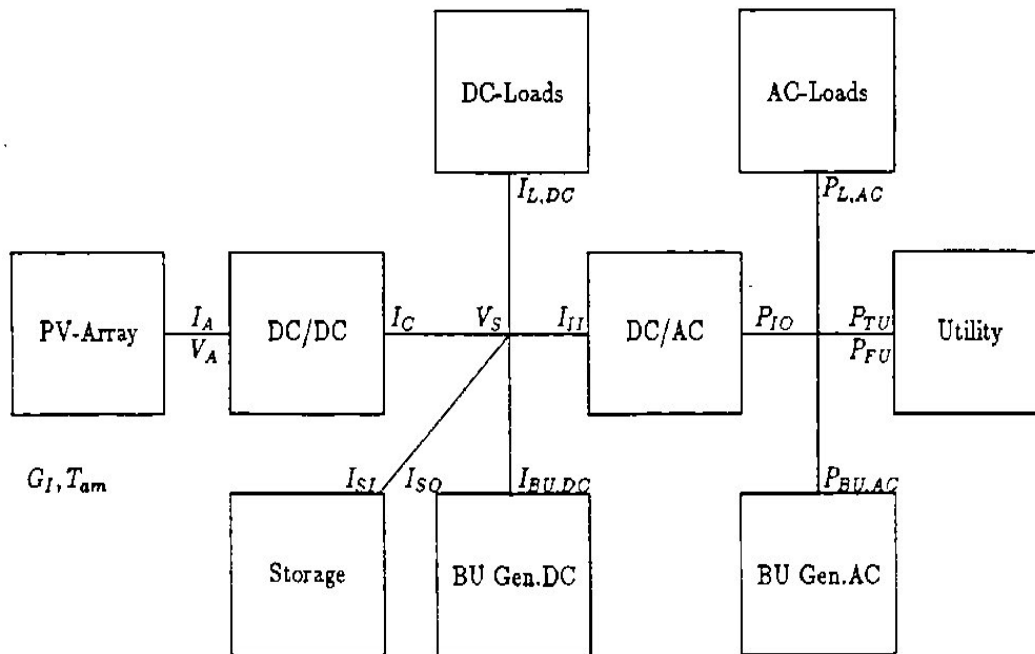 DC-Loads
AC-Loads
I_{L,DC}
P_{L,AC}
PV-Array
I_A
V_A
DC/DC
I_C
V_S
I_{II}
DC/AC
P_{IO}
P_{TU}
P_{FU}
Utility
G_I, T_{am}
I_{SI}
I_{SO}
I_{BU,DC}
P_{BU,AC}
Storage
BU Gen.DC
BU Gen.AC